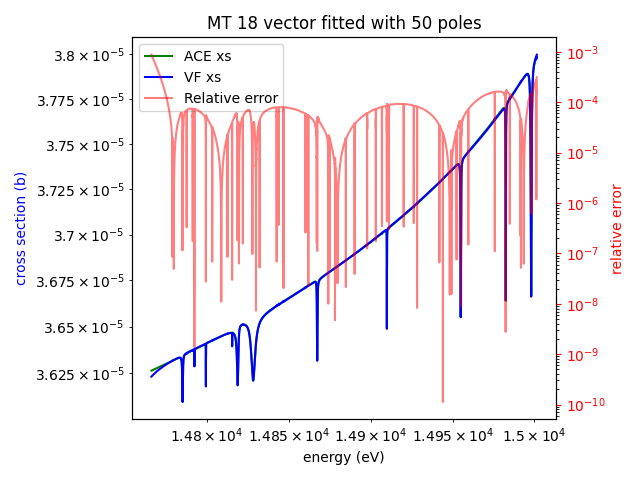 MT 18 vector fitted with 50 poles
ACE xs
VF xs
Relative error
3.8 × 10⁻⁵
3.775 × 10⁻⁵
3.75 × 10⁻⁵
3.725 × 10⁻⁵
3.7 × 10⁻⁵
3.675 × 10⁻⁵
3.65 × 10⁻⁵
3.625 × 10⁻⁵
cross section (b)
10⁻³
10⁻⁴
10⁻⁵
10⁻⁶
10⁻⁷
10⁻⁸
10⁻⁹
10⁻¹⁰
relative error
1.48 × 10⁴ 1.485 × 10⁴ 1.49 × 10⁴ 1.495 × 10⁴ 1.5 × 10⁴
energy (eV)